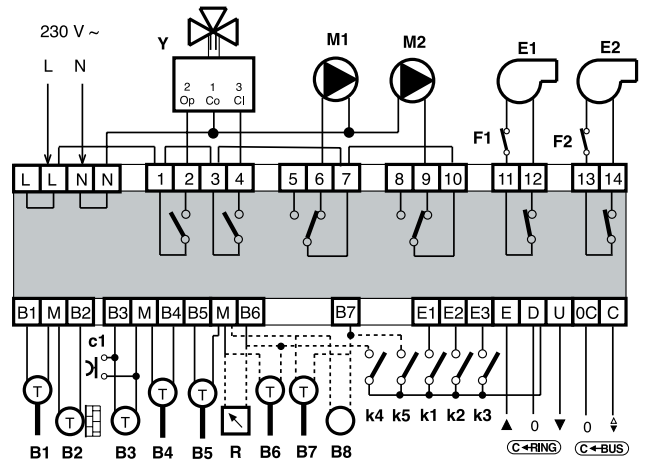 230 V ~
L N
Y
2 1 3
Op Co Cl
M1 M2 E1 E2
F1 F2
L L N N 1 2 3 4 5 6 7 8 9 10 11 12 13 14
B1 M B2 B3 M B4 B5 M B6 B7 E1 E2 E3 E D U 0C C
c1
T T T T T T T
k4 k5 k1 k2 k3
▲ 0 ▼ 0
B1 B2 B3 B4 B5 R B6 B7 B8
C RING C BUS